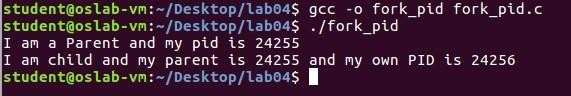 student@oslab-vm:~/Desktop/lab04$ gcc -o fork_pid fork_pid.c
student@oslab-vm:~/Desktop/lab04$ ./fork_pid
I am a Parent and my pid is 24255
I am child and my parent is 24255 and my own PID is 24256
student@oslab-vm:~/Desktop/lab04$